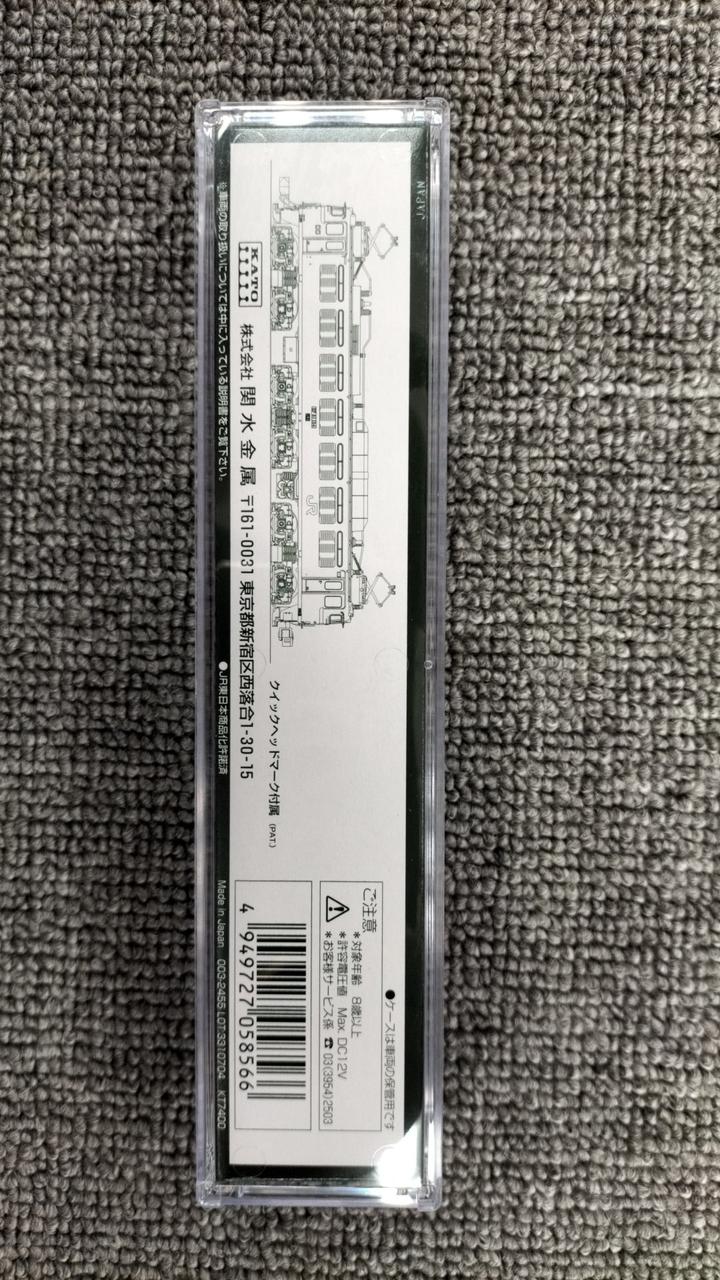 JAPAN
JR
●ケースは車両の保管用です
ご注意
＊対象年齢 8歳以上
＊許容電圧値 Max. DC12V
＊お客様サービス係 ☎ 03(3954)2503
クイックヘッドマーク付属 (PAT.)
KATO
株式会社 関水金属 〒161-0031 東京都新宿区西落合1-30-15
4 949727 058566
※車両の取り扱いについては中に入っている説明書をご覧下さい。
●JR東日本商品化許諾済
Made in Japan 003-2455 LOT-3310704 XT7400